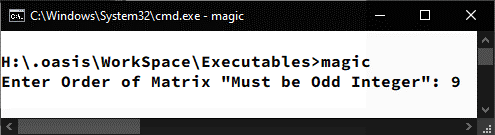 C:\Windows\System32\cmd.exe - magic
H:\.oasis\WorkSpace\Executables>magic
Enter Order of Matrix "Must be Odd Integer": 9